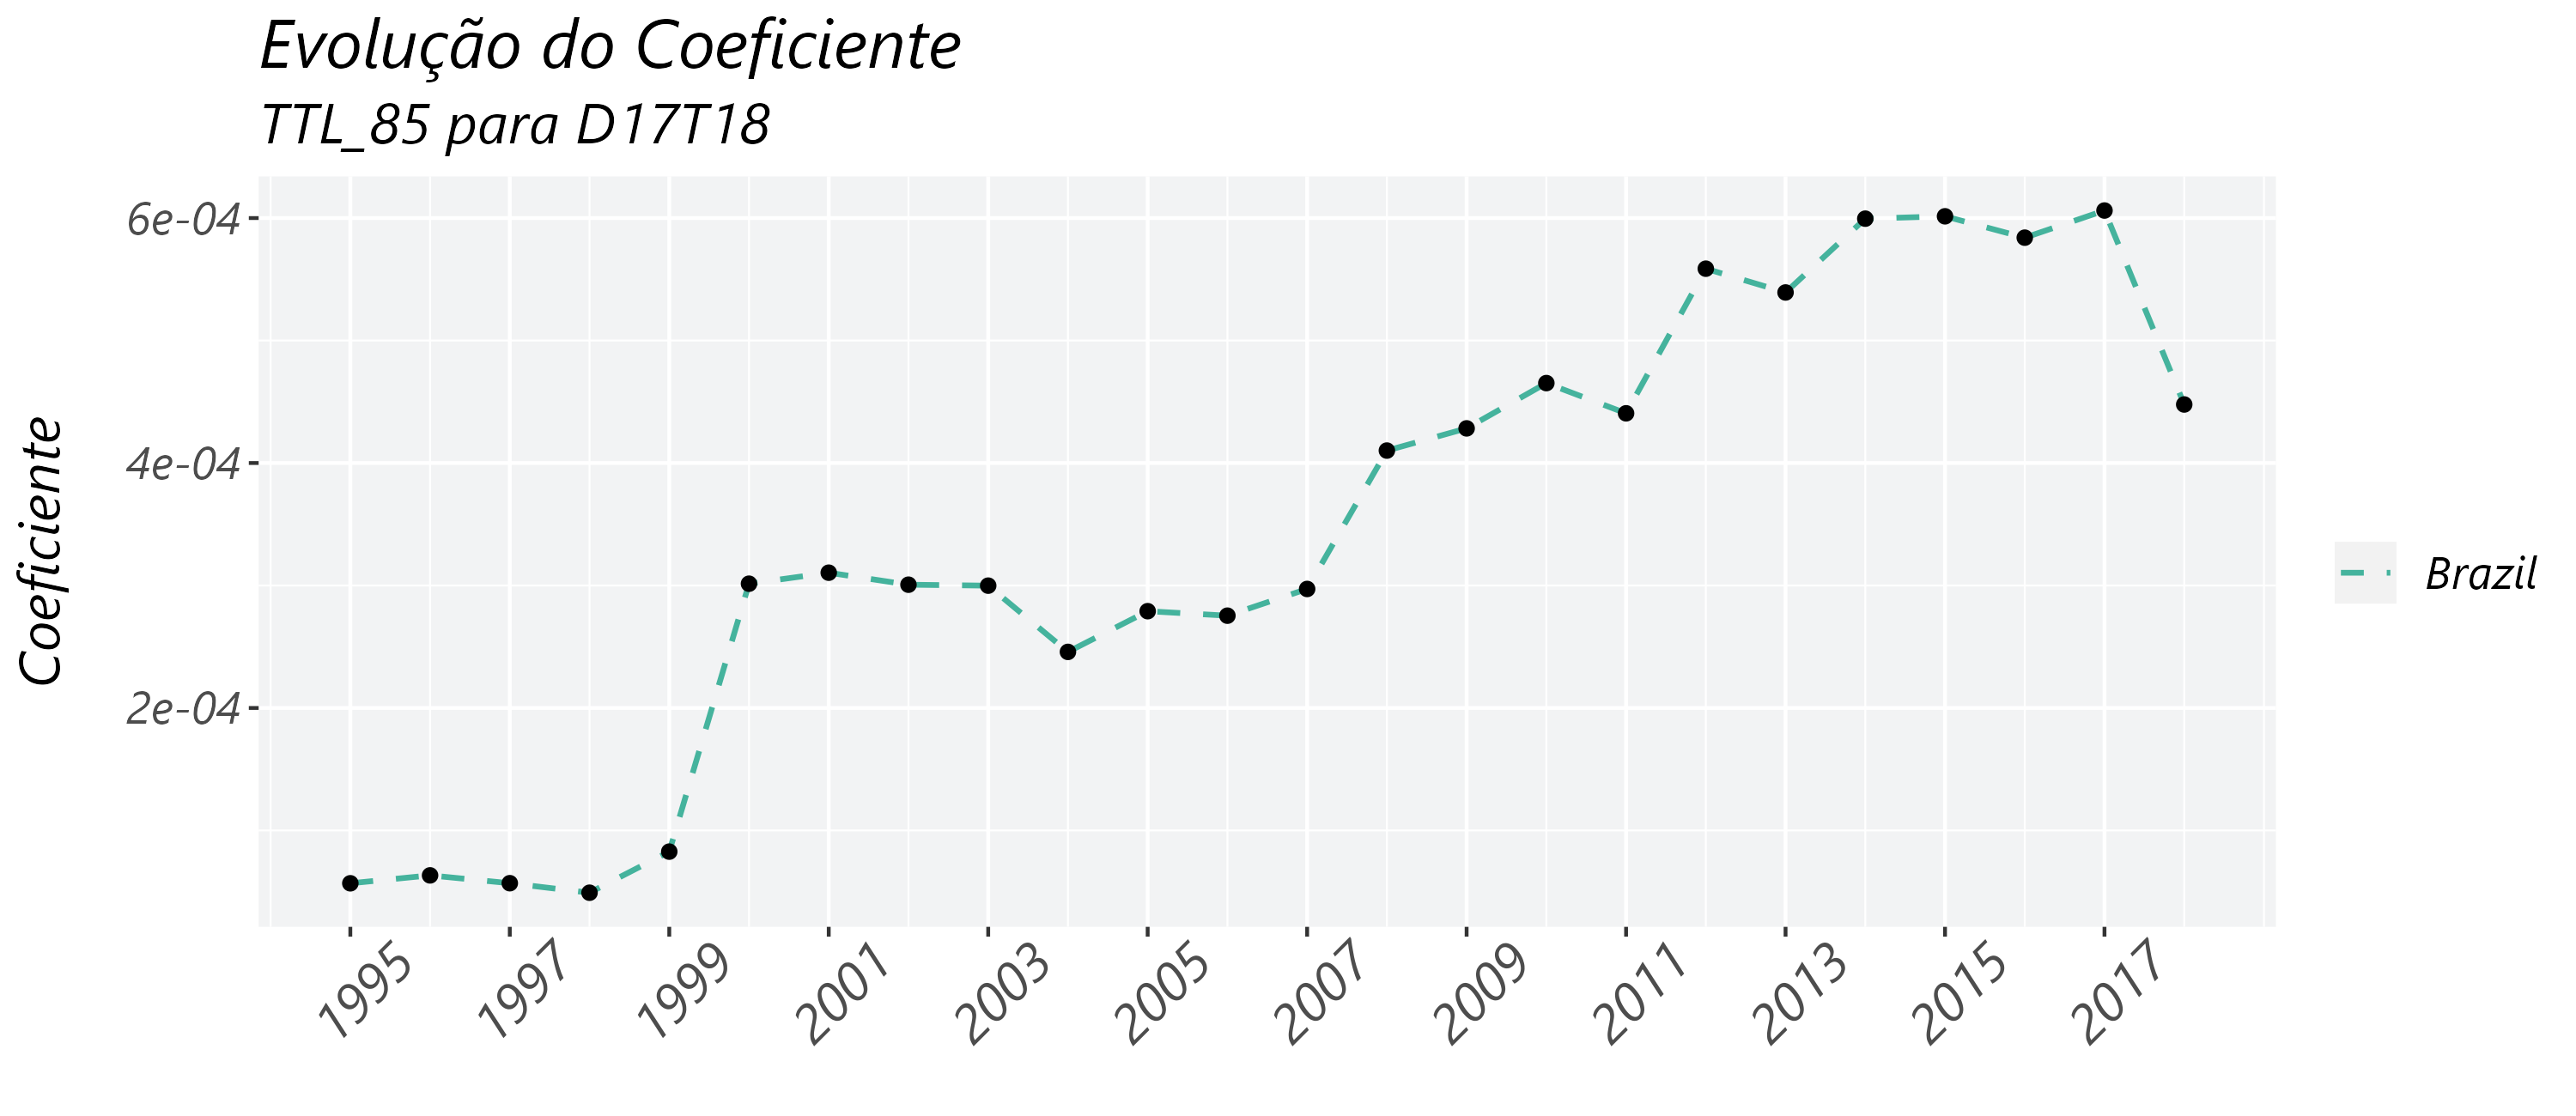 Evolução do Coeficiente
TTL_85 para D17T18
Coeficiente
6e-04
4e-04
2e-04
1995
1997
1999
2001
2003
2005
2007
2009
2011
2013
2015
2017
Brazil